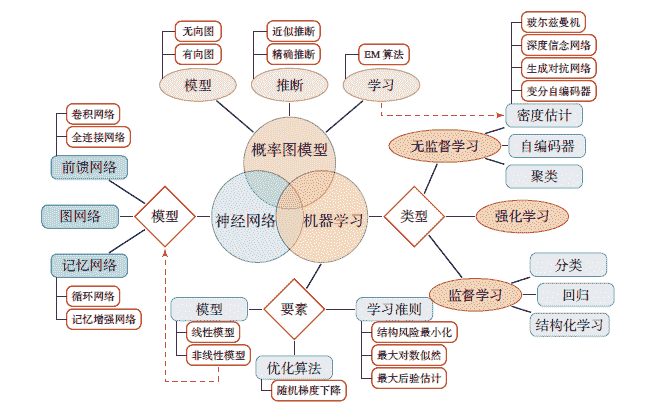 无向图
有向图
模型
近似推断
精确推断
推断
EM 算法
学习
玻尔兹曼机
深度信念网络
生成对抗网络
变分自编码器
密度估计
无监督学习
自编码器
聚类
卷积网络
全连接网络
前馈网络
图网络
记忆网络
循环网络
记忆增强网络
模型
概率图模型
神经网络
机器学习
类型
强化学习
监督学习
分类
回归
结构化学习
要素
模型
线性模型
非线性模型
优化算法
随机梯度下降
学习准则
结构风险最小化
最大对数似然
最大后验估计